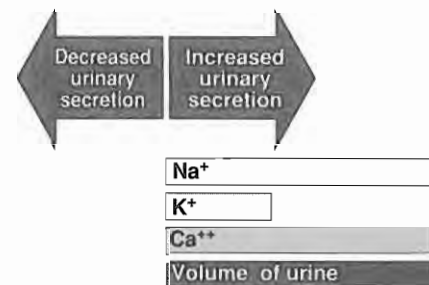 Decreased
urinary
secretion
Increased
urinary
secretion
Na⁺
K⁺
Ca⁺⁺
Volume of urine